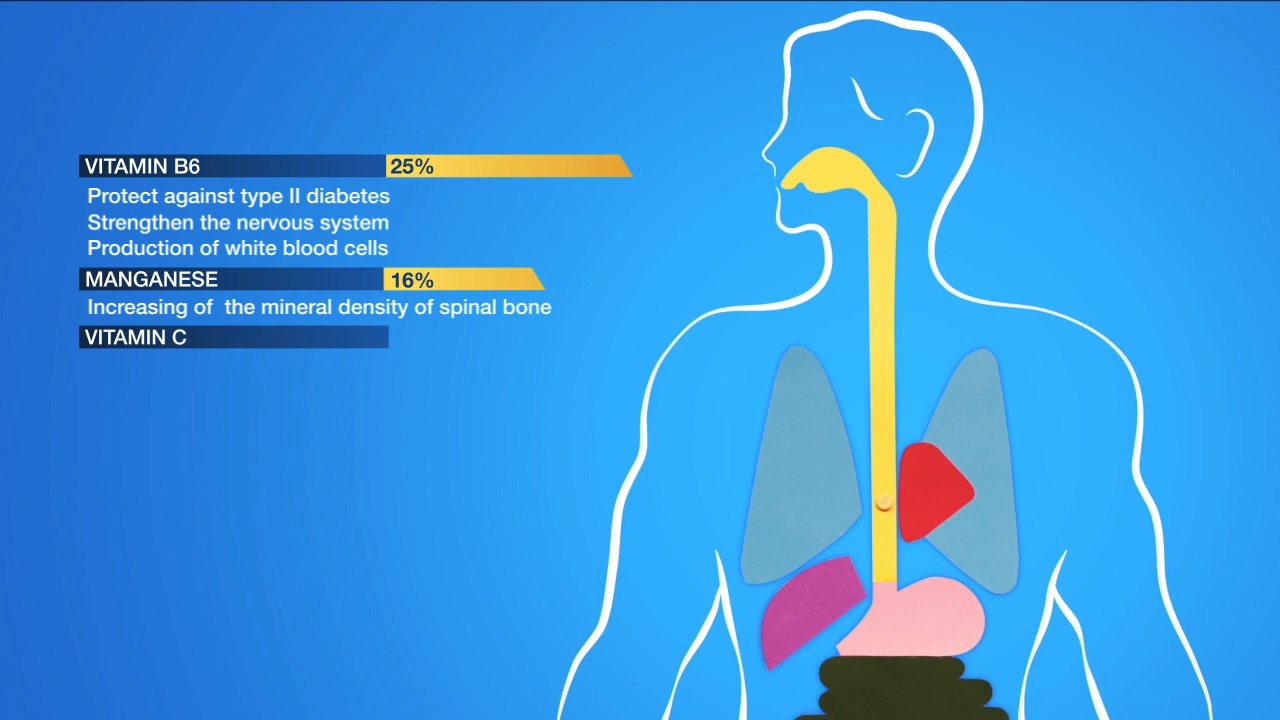 VITAMIN B6 25%
Protect against type II diabetes
Strengthen the nervous system
Production of white blood cells
MANGANESE 16%
Increasing of  the mineral density of spinal bone
VITAMIN C